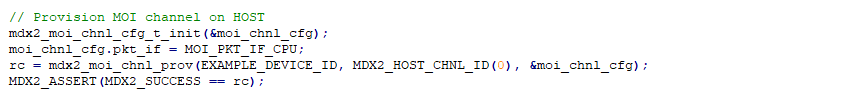 // Provision MOI channel on HOST
mdx2_moi_chnl_cfg_t_init(&moi_chnl_cfg);
moi_chnl_cfg.pkt_if = MOI_PKT_IF_CPU;
rc = mdx2_moi_chnl_prov(EXAMPLE_DEVICE_ID, MDX2_HOST_CHNL_ID(0), &moi_chnl_cfg);
MDX2_ASSERT(MDX2_SUCCESS == rc);